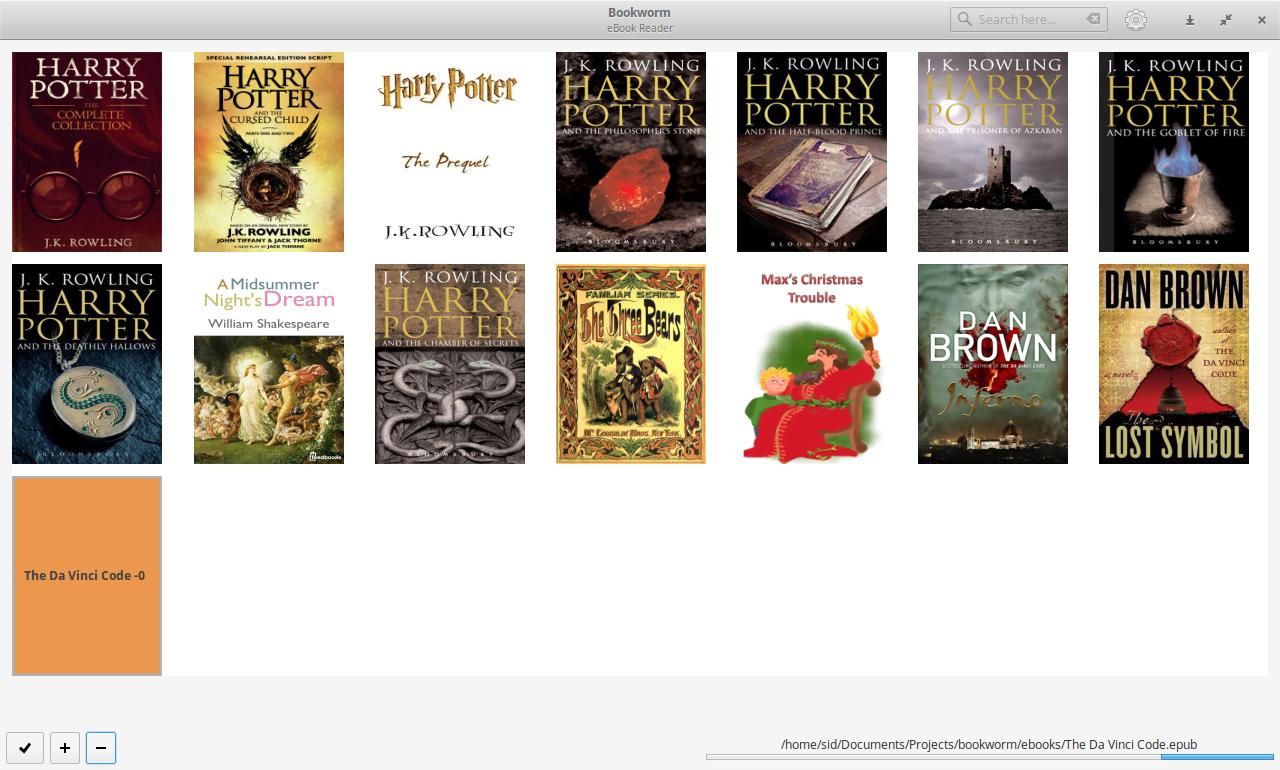 Bookworm
eBook Reader
Search here...
HARRY
POTTER
THE
COMPLETE
COLLECTION
J.K. ROWLING
SPECIAL REHEARSAL EDITION SCRIPT
HARRY
POTTER
AND THE
CURSED CHILD
PARTS ONE AND TWO
BASED ON AN ORIGINAL NEW STORY BY
J.K.ROWLING
JOHN TIFFANY & JACK THORNE
A NEW PLAY BY JACK THORNE
Harry Potter
The Prequel
J.K.ROWLING
J. K. ROWLING
HARRY
POTTER
AND THE PHILOSOPHER'S STONE
BLOOMSBURY
J. K. ROWLING
HARRY
POTTER
AND THE HALF-BLOOD PRINCE
BLOOMSBURY
J. K. ROWLING
HARRY
POTTER
AND THE PRISONER OF AZKABAN
BLOOMSBURY
J. K. ROWLING
HARRY
POTTER
AND THE GOBLET OF FIRE
BLOOMSBURY
J. K. ROWLING
HARRY
POTTER
AND THE DEATHLY HALLOWS
BLOOMSBURY
A Midsummer
Night's Dream
William Shakespeare
feedbooks
J. K. ROWLING
HARRY
POTTER
AND THE CHAMBER OF SECRETS
BLOOMSBURY
FAMILIAR SERIES.
The Three Bears
McLoughlin Bros. New York.
Max's Christmas
Trouble
DAN
BROWN
BESTSELLING AUTHOR OF THE DA VINCI CODE
Inferno
DAN BROWN
author
of
THE
DA VINCI
CODE
a novel
The
LOST SYMBOL
The Da Vinci Code -0
/home/sid/Documents/Projects/bookworm/ebooks/The Da Vinci Code.epub